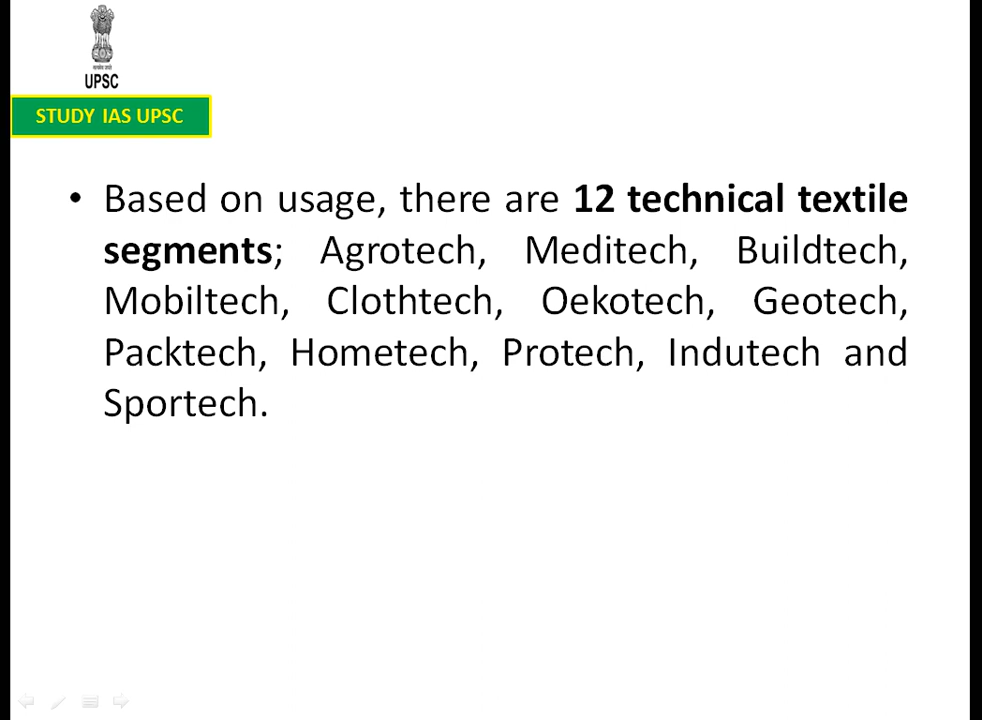 UPSC
STUDY IAS UPSC
• Based on usage, there are 12 technical textile
segments; Agrotech, Meditech, Buildtech,
Mobiltech, Clothtech, Oekotech, Geotech,
Packtech, Hometech, Protech, Indutech and
Sportech.